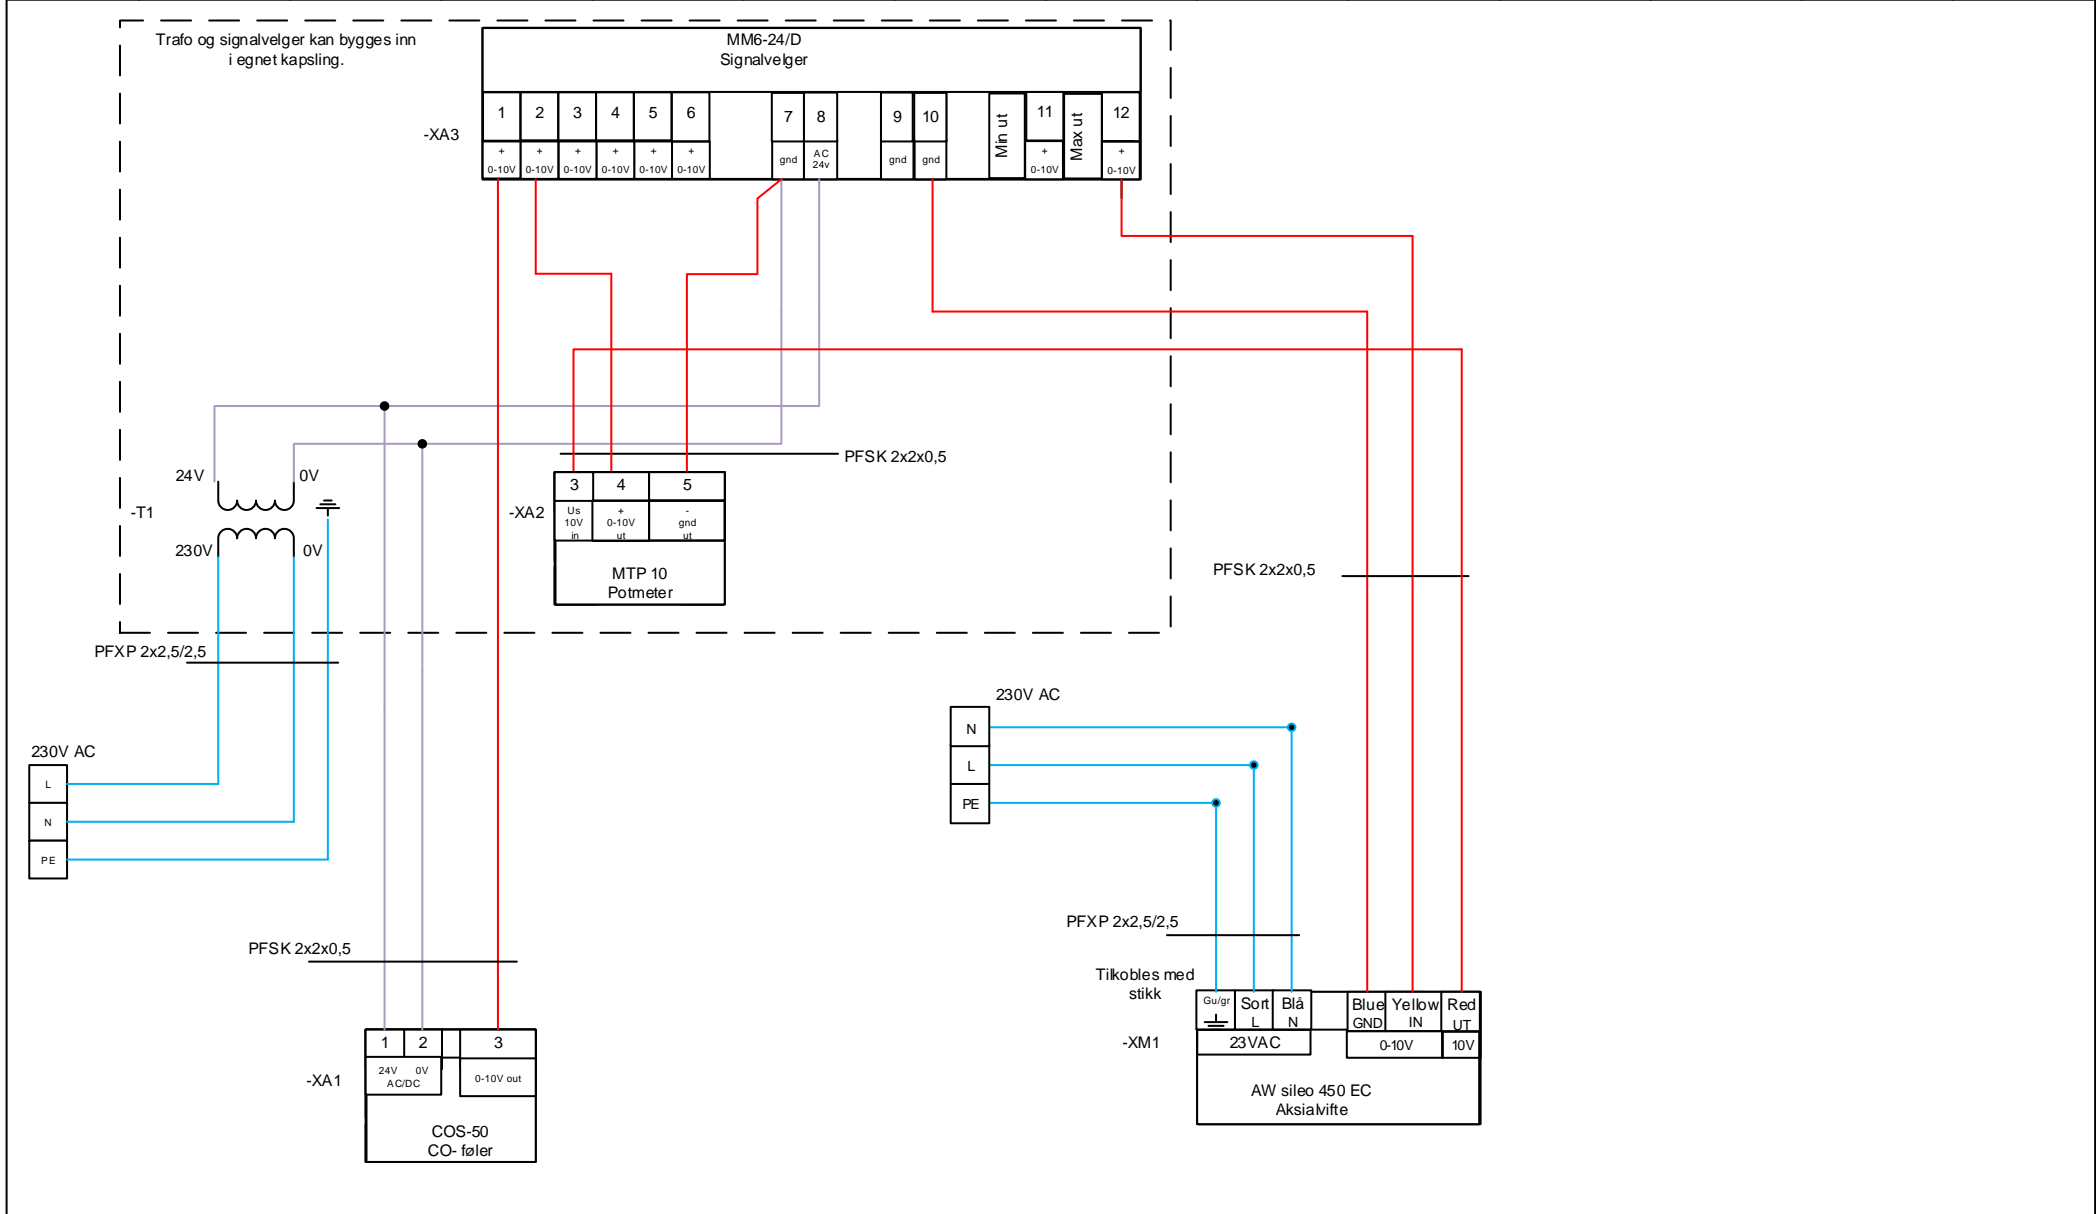 Trafo og signalvelger kan bygges inn
i egnet kapsling.
MM6-24/D
Signalvelger
-XA3
1 2 3 4 5 6 7 8 9 10 Min ut 11 Max ut 12
+ + + + + + gnd AC gnd gnd + +
0-10V 0-10V 0-10V 0-10V 0-10V 0-10V 24v 0-10V 0-10V
24V 0V
-T1
230V 0V
PFSK 2x2x0,5
-XA2
3 4 5
Us + -
10V 0-10V gnd
in ut ut
MTP 10
Potmeter
PFSK 2x2x0,5
PFXP 2x2,5/2,5
230V AC
L
N
PE
230V AC
N
L
PE
PFXP 2x2,5/2,5
PFSK 2x2x0,5
Tilkobles med
stikk
-XM1
Gu/gr Sort Blå Blue Yellow Red
L N GND IN UT
23VAC 0-10V 10V
AW sileo 450 EC
Aksialvifte
-XA1
1 2 3
24V 0V
AC/DC
0-10V out
COS-50
CO- føler